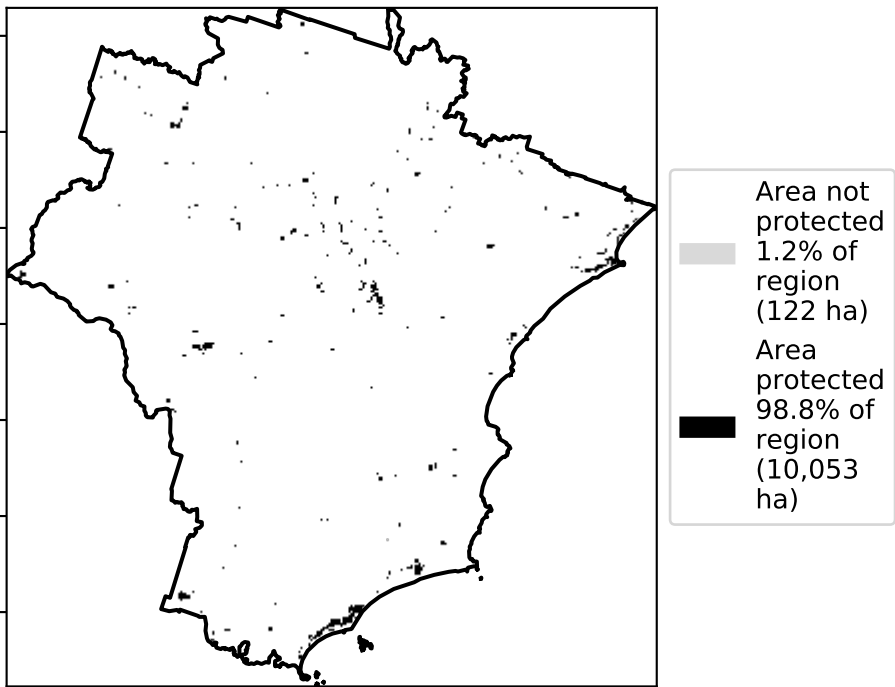 Area not
protected
1.2% of
region
(122 ha)
Area
protected
98.8% of
region
(10,053
ha)